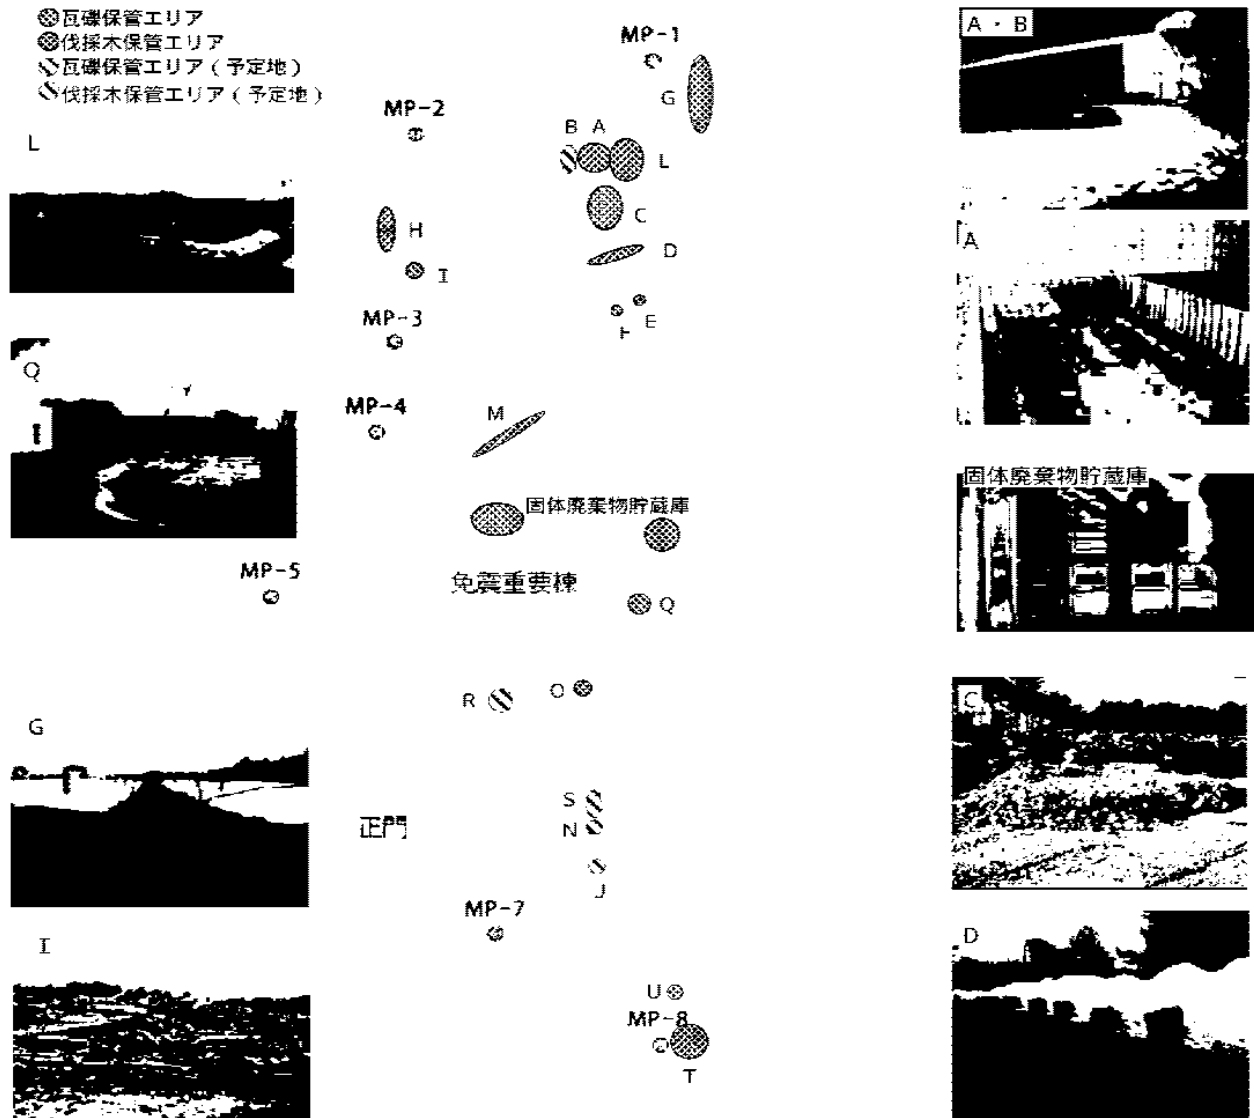 瓦礫保管エリア
伐採木保管エリア
瓦礫保管エリア(予定地)
伐採木保管エリア(予定地)
MP-1
A・B
G
MP-2
B A
L
L
H
C
A
D
I
E
F
MP-3
Q
MP-4
M
固体廃棄物貯蔵庫
固体廃棄物貯蔵庫
MP-5
免震重要棟
Q
R
O
C
G
S
正門
N
J
MP-7
I
D
U
MP-8
T